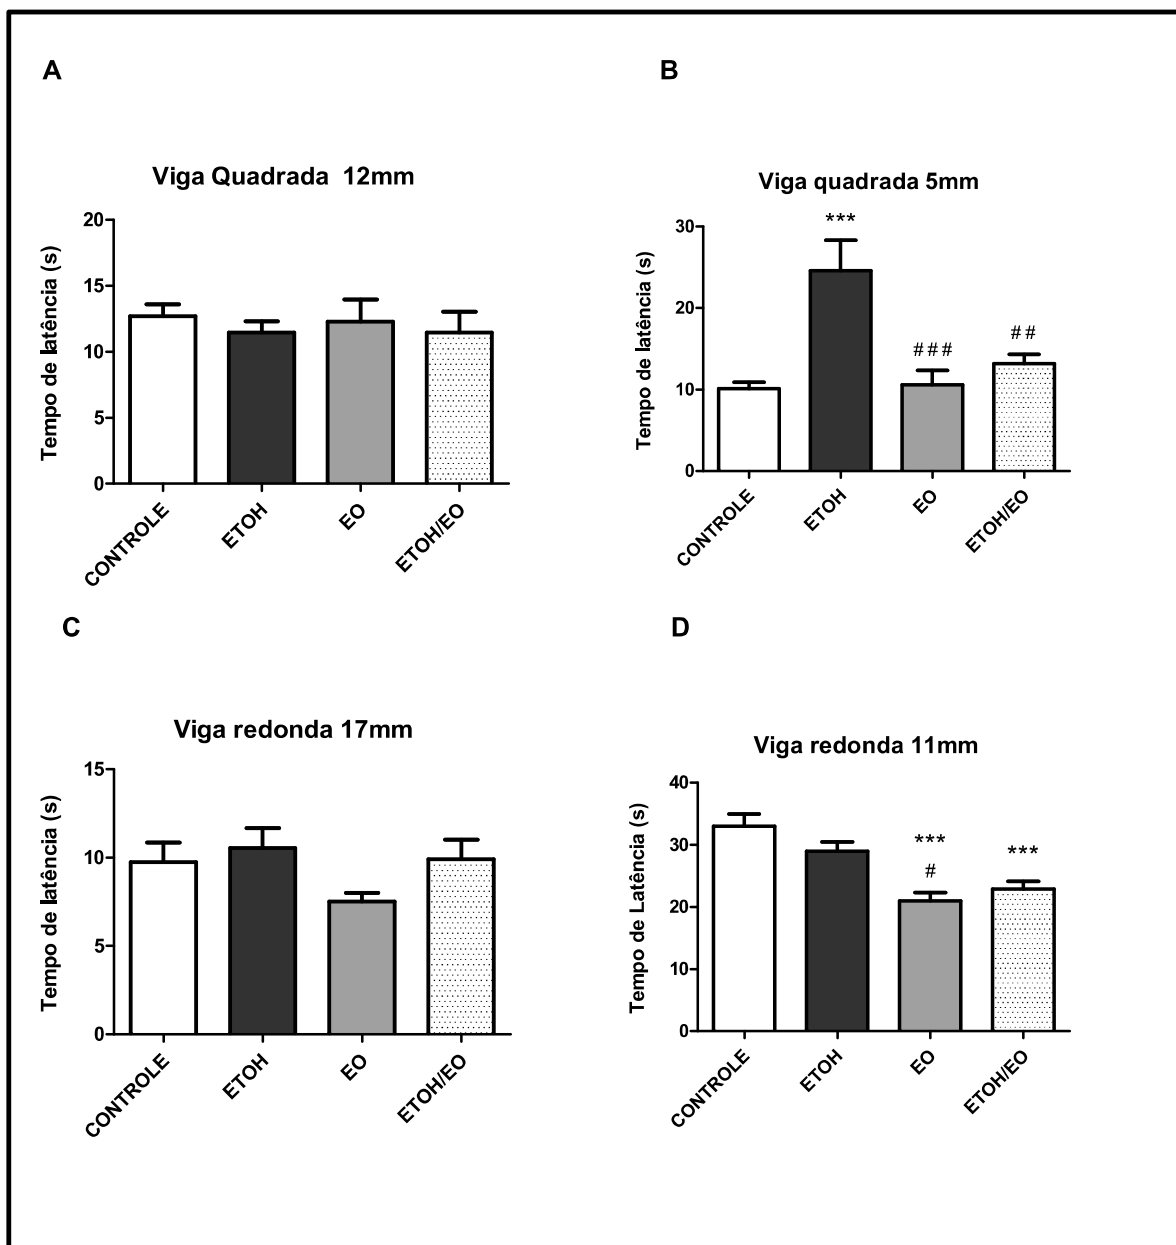 A
Viga Quadrada 12mm
Tempo de latência (s)
20
15
10
5
0
CONTROLE
ETOH
EO
ETOH/EO
B
Viga quadrada 5mm
Tempo de latência (s)
30
20
10
0
***
###
##
CONTROLE
ETOH
EO
ETOH/EO
C
Viga redonda 17mm
Tempo de latência (s)
15
10
5
0
CONTROLE
ETOH
EO
ETOH/EO
D
Viga redonda 11mm
Tempo de Latência (s)
40
30
20
10
0
***
#
***
CONTROLE
ETOH
EO
ETOH/EO